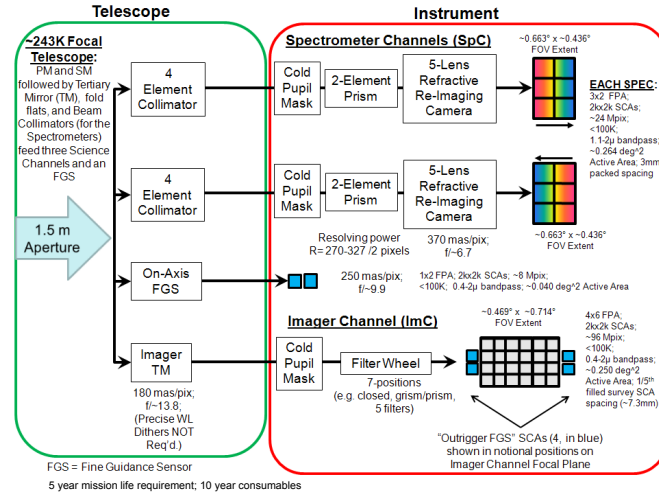 Telescope
Instrument
~243K Focal
Telescope:
PM and SM
followed by Tertiary
Mirror (TM), fold
flats, and Beam
Collimators (for
the Spectrometers)
feed three Science
Channels and an
FGS
1.5 m
Aperture
4
Element
Collimator
4
Element
Collimator
On-Axis
FGS
Imager
TM
180 mas/pix;
f/~13.8;
(Precise WL
Dithers NOT
Req'd.)
Spectrometer Channels (SpC)
Cold
Pupil
Mask
2-Element
Prism
5-Lens
Refractive
Re-Imaging
Camera
~0.663° x ~0.436°
FOV Extent
EACH SPEC:
3x2 FPA;
2kx2k SCAs;
~24 Mpix;
<100K;
1.1-2µ bandpass;
~0.264 deg^2
Active Area; 3mm
packed spacing
Cold
Pupil
Mask
2-Element
Prism
5-Lens
Refractive
Re-Imaging
Camera
~0.663° x ~0.436°
FOV Extent
Resolving power
R= 270-327 /2 pixels
370 mas/pix;
f/~6.7
250 mas/pix;
f/~9.9
1x2 FPA; 2kx2k SCAs; ~8 Mpix;
<100K; 0.4-2µ bandpass; ~0.040 deg^2 Active Area
Imager Channel (ImC)
Cold
Pupil
Mask
Filter Wheel
7-positions
(e.g. closed, grism/prism,
5 filters)
~0.469° x ~0.714°
FOV Extent
4x6 FPA;
2kx2k SCAs;
~96 Mpix;
<100K;
0.4-2µ bandpass;
~0.250 deg^2
Active Area; 1/5th
filled survey SCA
spacing (~7.3mm)
"Outrigger FGS" SCAs (4, in blue)
shown in notional positions on
Imager Channel Focal Plane
FGS = Fine Guidance Sensor
5 year mission life requirement; 10 year consumables